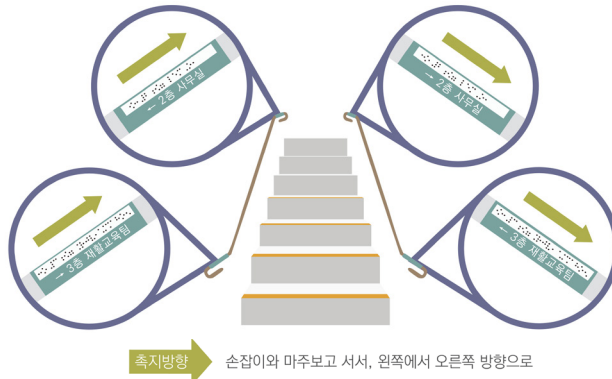 ← 2층 사무실
→ 2층 사무실
→ 3층 재활교육팀
← 3층 재활교육팀
촉지방향 손잡이와 마주보고 서서, 왼쪽에서 오른쪽 방향으로